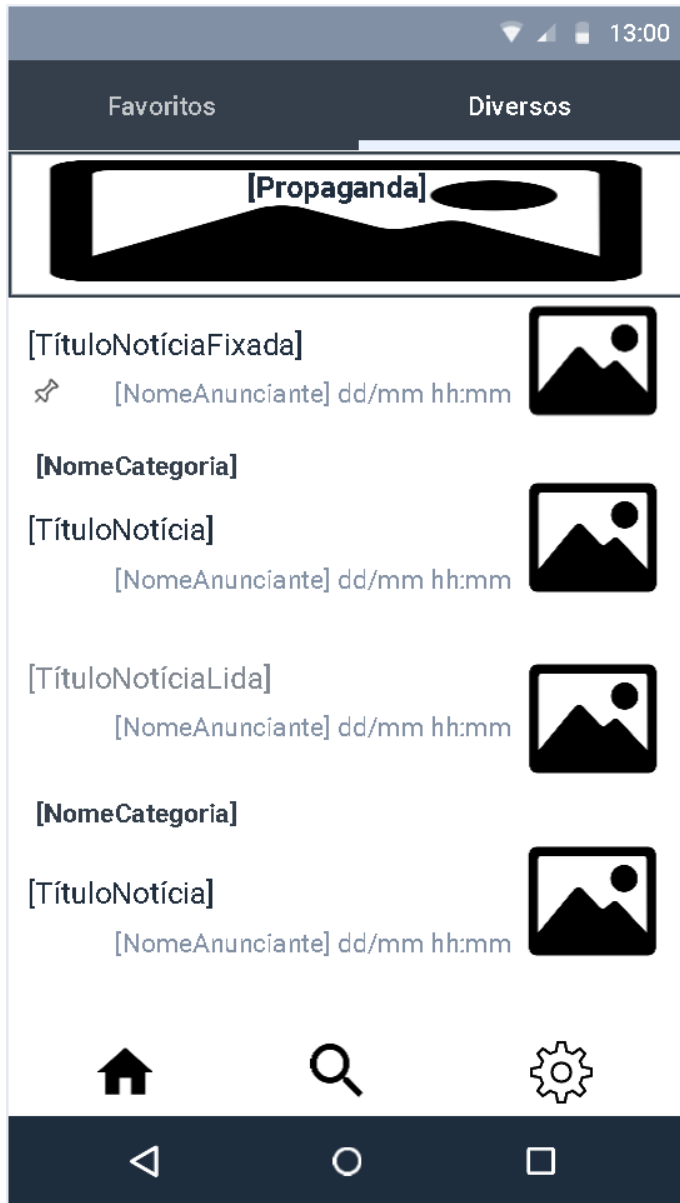 13:00
Favoritos Diversos
[Propaganda]
[TítuloNotíciaFixada]
[NomeAnunciante] dd/mm hh:mm
[NomeCategoria]
[TítuloNotícia]
[NomeAnunciante] dd/mm hh:mm
[TítuloNotíciaLida]
[NomeAnunciante] dd/mm hh:mm
[NomeCategoria]
[TítuloNotícia]
[NomeAnunciante] dd/mm hh:mm